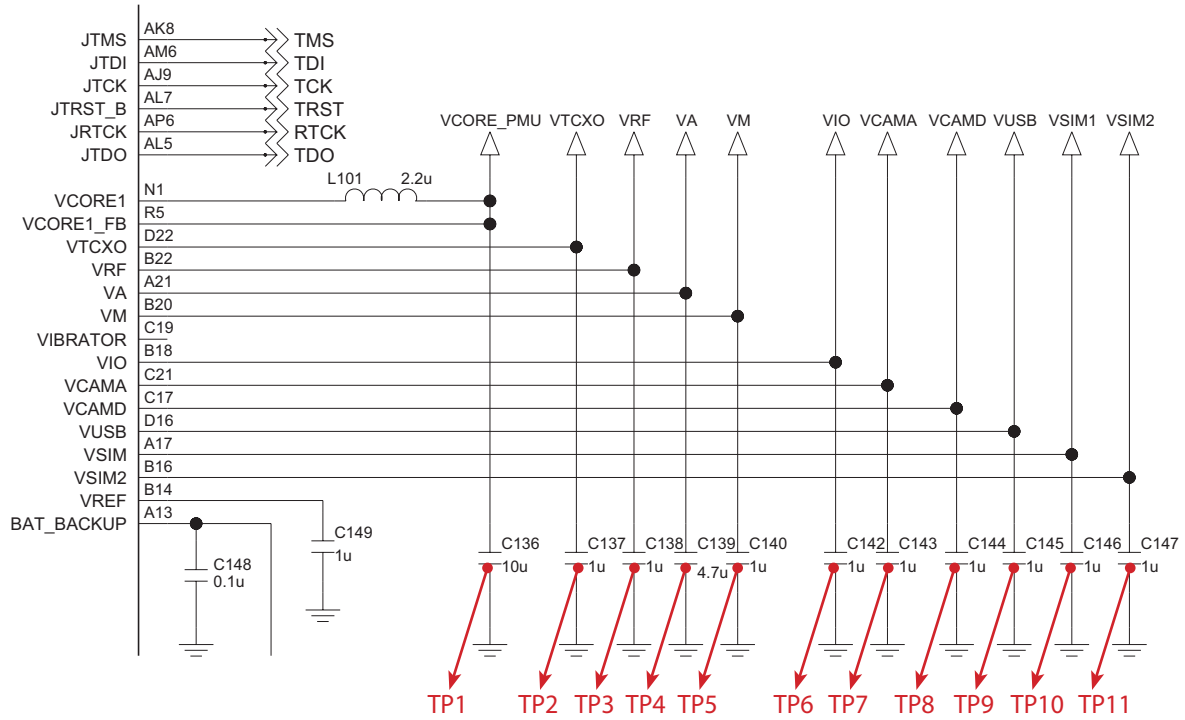 JTMS AK8 TMS
JTDI AM6 TDI
JTCK AJ9 TCK
JTRST_B AL7 TRST
JRTCK AP6 RTCK
JTDO AL5 TDO
VCORE_PMU VTCXO VRF VA VM VIO VCAMA VCAMD VUSB VSIM1 VSIM2
L101 2.2u
VCORE1 N1
VCORE1_FB R5
VTCXO D22
VRF B22
VA A21
VM B20
VIBRATOR C19
VIO B18
VCAMA C21
VCAMD C17
VUSB D16
VSIM A17
VSIM2 B16
VREF B14
BAT_BACKUP A13
C149
1u
C148
0.1u
C136 C137 C138 C139 C140 C142 C143 C144 C145 C146 C147
10u 1u 1u 4.7u 1u 1u 1u 1u 1u 1u 1u
TP1 TP2 TP3 TP4 TP5 TP6 TP7 TP8 TP9 TP10 TP11